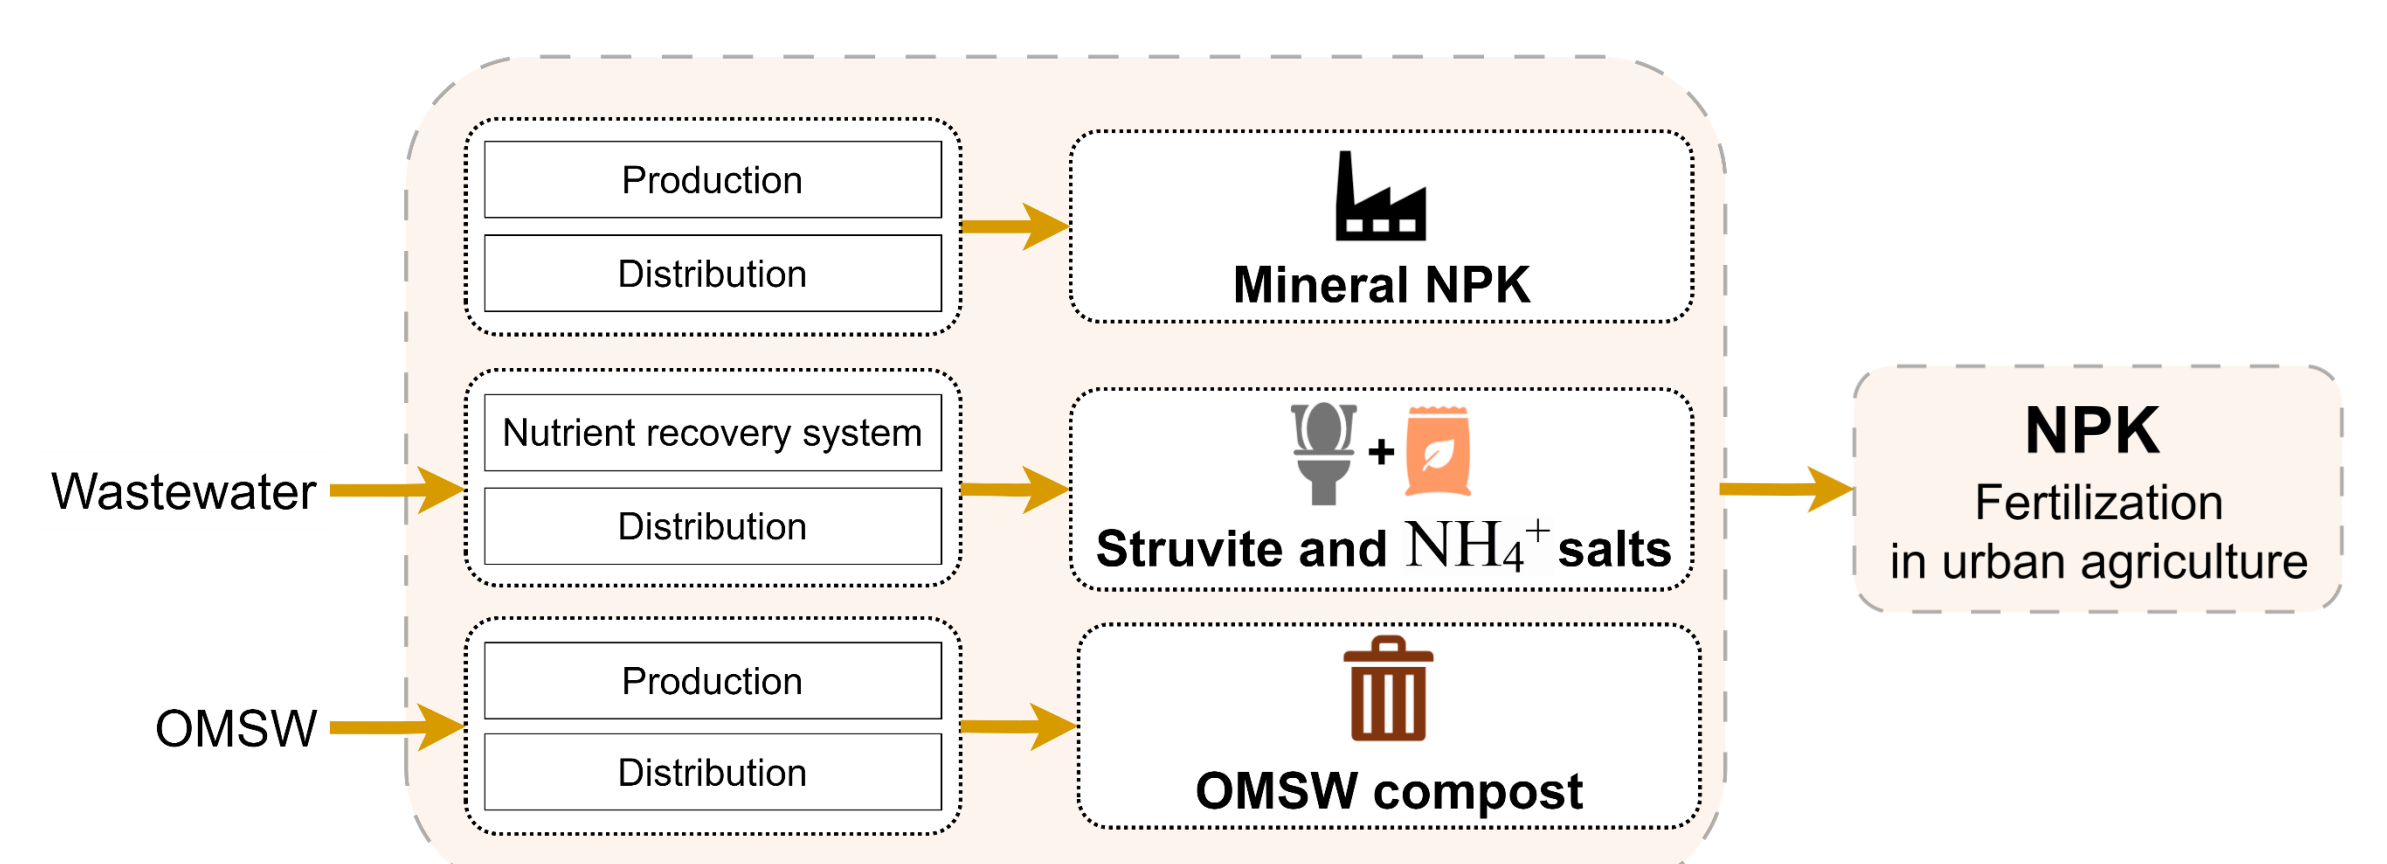 Production
Distribution
Mineral NPK
Wastewater
Nutrient recovery system
Distribution
+
Struvite and NH₄⁺ salts
OMSW
Production
Distribution
OMSW compost
NPK
Fertilization
in urban agriculture